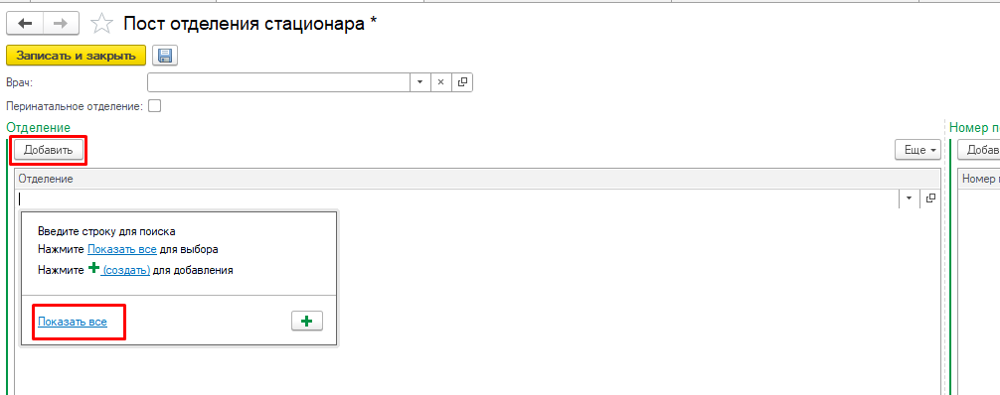 Пост отделения стационара *
Записать и закрыть
Врач:
Перинатальное отделение:
Отделение
Номер п
Добавить
Еще
Добав
Отделение
Номер
Введите строку для поиска
Нажмите Показать все для выбора
Нажмите (создать) для добавления
Показать все